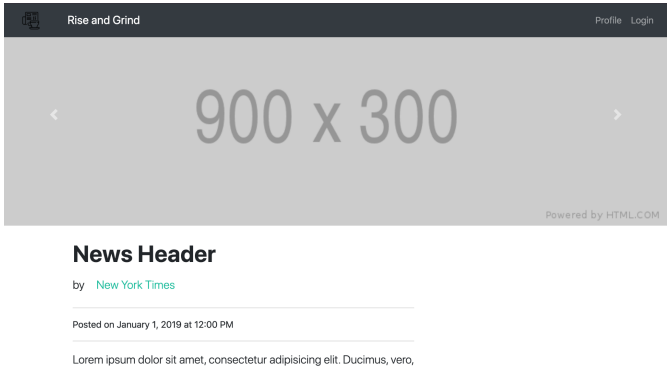 Rise and Grind Profile Login
900 x 300
Powered by HTML.COM
News Header
by New York Times
Posted on January 1, 2019 at 12:00 PM
Lorem ipsum dolor sit amet, consectetur adipisicing elit. Ducimus, vero,